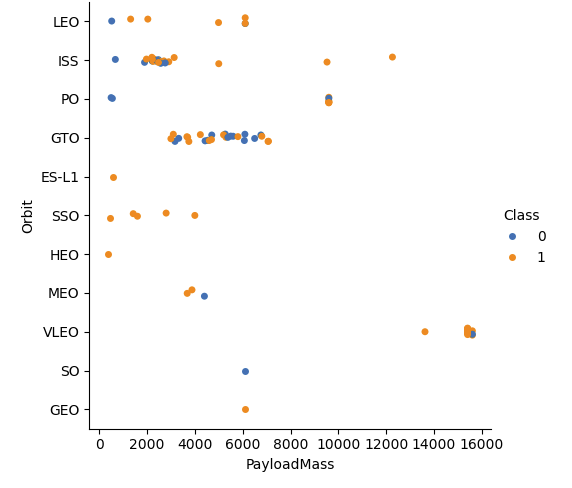 LEO
ISS
PO
GTO
ES-L1
SSO
HEO
MEO
VLEO
SO
GEO
Orbit
0 2000 4000 6000 8000 10000 12000 14000 16000
PayloadMass
Class
0
1